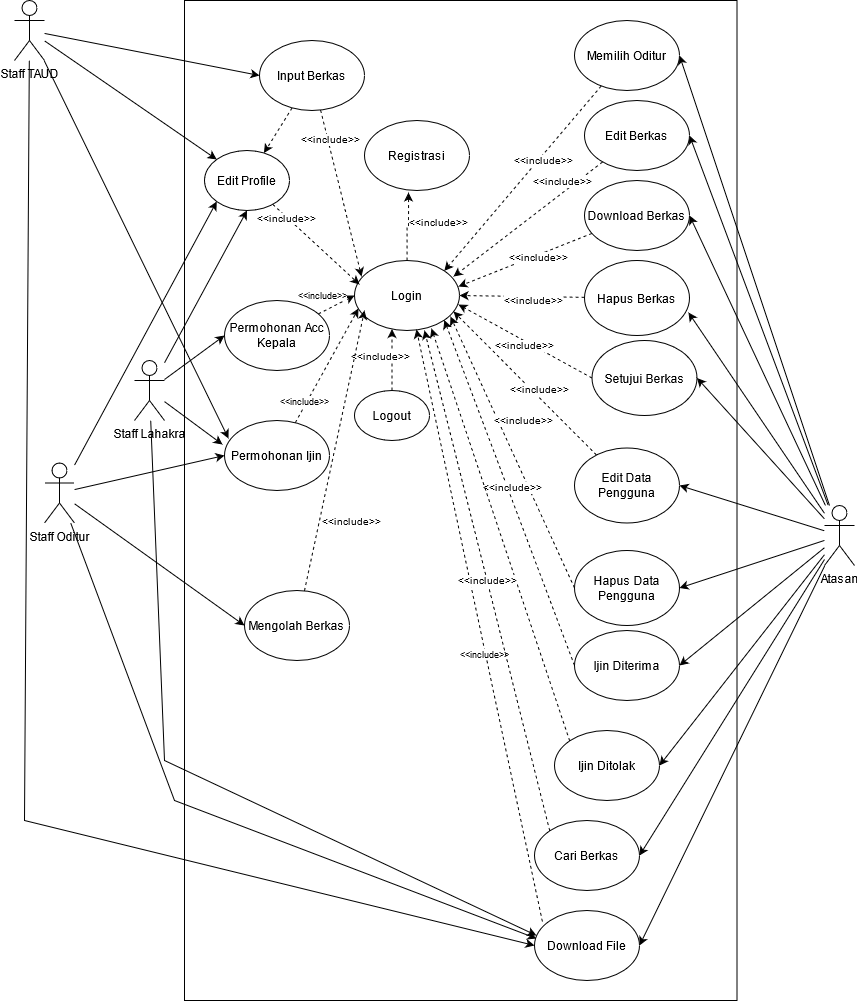 Staff TAUD
Input Berkas
Memilih Oditur
<<include>>
Edit Berkas
Registrasi
<<include>>
Edit Profile
<<include>>
Download Berkas
<<include>>
<<include>>
<<include>>
Login
<<include>>
Hapus Berkas
<<include>>
Permohonan Acc
Kepala
<<include>>
<<include>>
Setujui Berkas
<<include>>
<<include>>
Logout
<<include>>
Staff Lahakra
Permohonan Ijin
Edit Data
Pengguna
<<include>>
<<include>>
Staff Oditur
Atasan
<<include>>
Hapus Data
Pengguna
Mengolah Berkas
<<include>>
Ijin Diterima
Ijin Ditolak
Cari Berkas
Download File